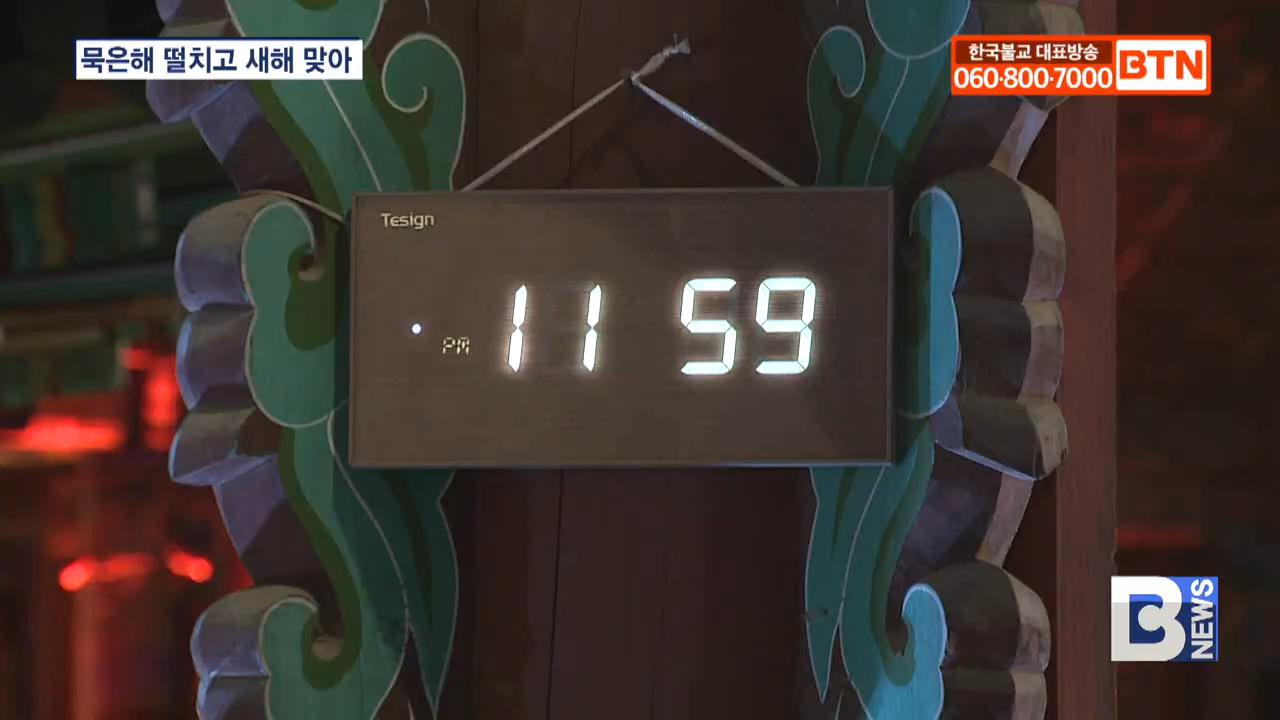 묵은해 떨치고 새해 맞아
한국불교 대표방송
060·800·7000
BTN
Tesign
PM 11 59
B NEWS